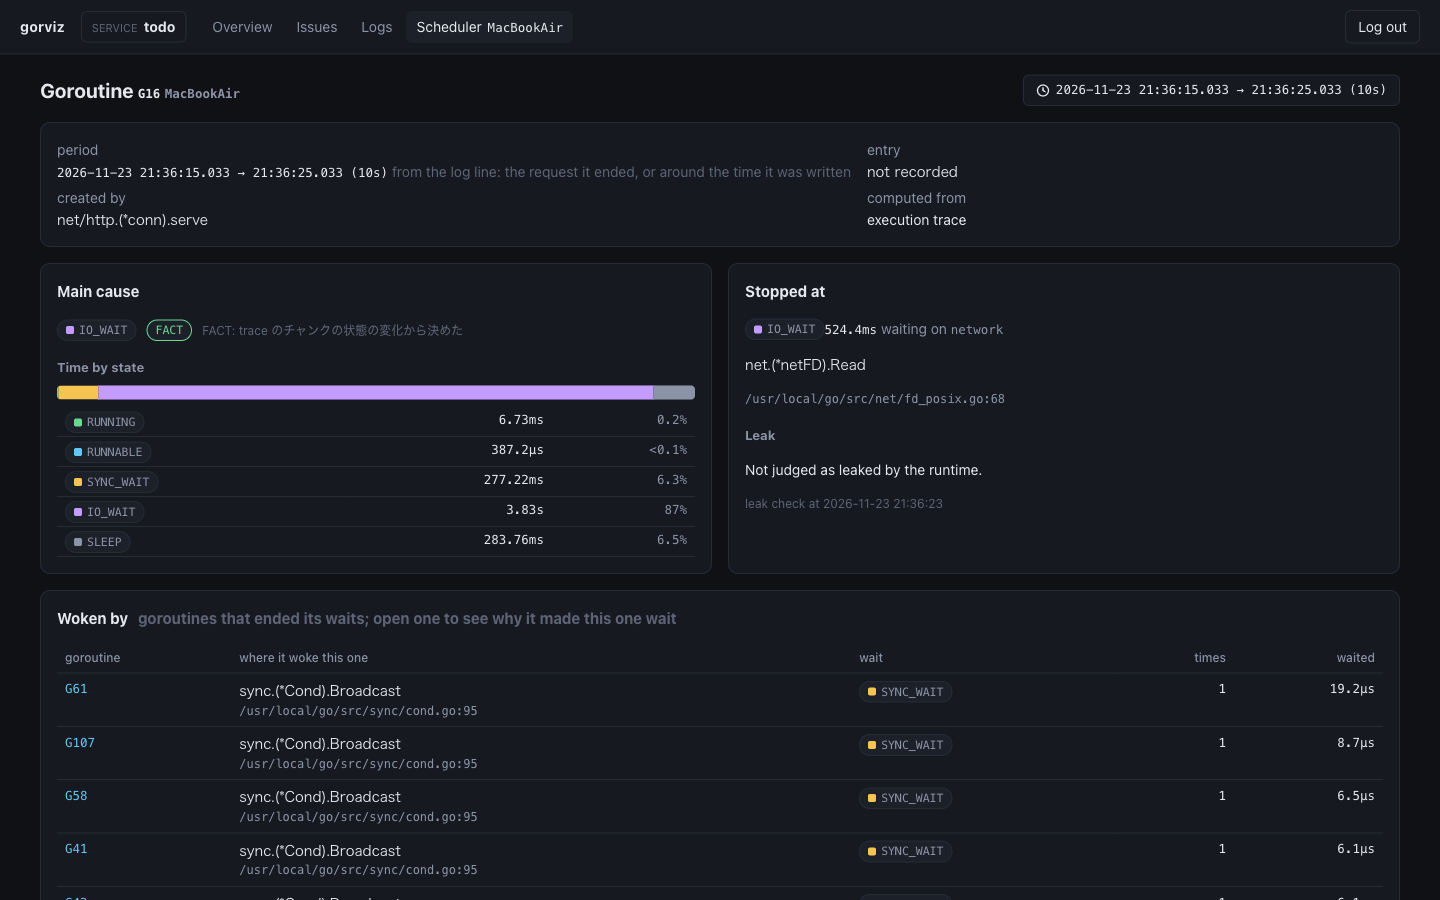 gorviz SERVICE todo Overview Issues Logs Scheduler MacBookAir Log out
Goroutine G16 MacBookAir 2026-11-23 21:36:15.033 → 21:36:25.033 (10s)
period
2026-11-23 21:36:15.033 → 21:36:25.033 (10s) from the log line: the request it ended, or around the time it was written
created by
net/http.(*conn).serve
entry
not recorded
computed from
execution trace
Main cause
IO_WAIT FACT FACT: trace のチャンクの状態の変化から決めた
Time by state
RUNNING 6.73ms 0.2%
RUNNABLE 387.2µs <0.1%
SYNC_WAIT 277.22ms 6.3%
IO_WAIT 3.83s 87%
SLEEP 283.76ms 6.5%
Stopped at
IO_WAIT 524.4ms waiting on network
net.(*netFD).Read
/usr/local/go/src/net/fd_posix.go:68
Leak
Not judged as leaked by the runtime.
leak check at 2026-11-23 21:36:23
Woken by goroutines that ended its waits; open one to see why it made this one wait
goroutine where it woke this one wait times waited
G61 sync.(*Cond).Broadcast SYNC_WAIT 1 19.2µs
/usr/local/go/src/sync/cond.go:95
G107 sync.(*Cond).Broadcast SYNC_WAIT 1 8.7µs
/usr/local/go/src/sync/cond.go:95
G58 sync.(*Cond).Broadcast SYNC_WAIT 1 6.5µs
/usr/local/go/src/sync/cond.go:95
G41 sync.(*Cond).Broadcast SYNC_WAIT 1 6.1µs
/usr/local/go/src/sync/cond.go:95